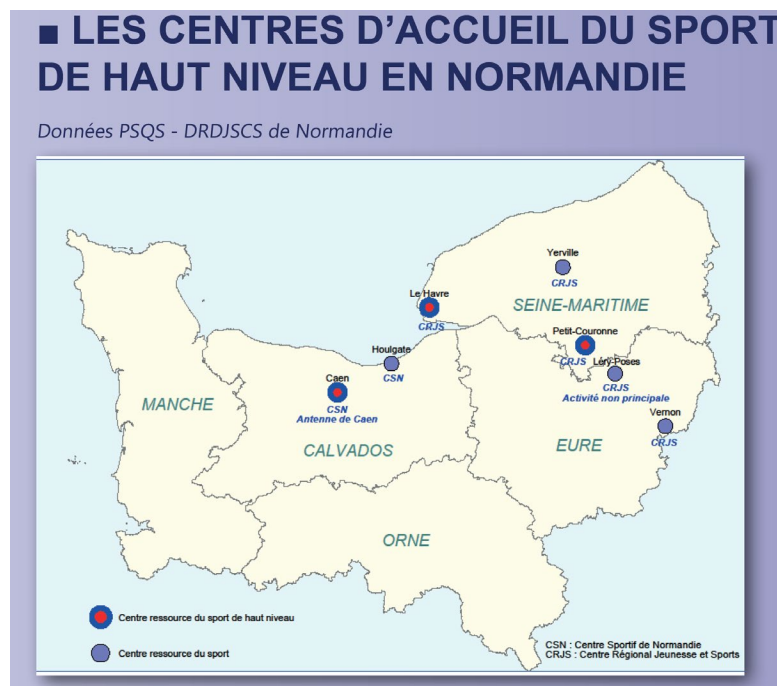 ■ LES CENTRES D’ACCUEIL DU SPORT
DE HAUT NIVEAU EN NORMANDIE
Données PSQS - DRDJSCS de Normandie
Yerville
CRJS
Le Havre
CRJS
SEINE-MARITIME
Petit-Couronne
CRJS
Léry-Poses
CRJS
Activité non principale
Houlgate
CSN
Caen
CSN
Antenne de Caen
MANCHE
CALVADOS
Vernon
CRJS
EURE
ORNE
Centre ressource du sport de haut niveau
Centre ressource du sport
CSN : Centre Sportif de Normandie
CRJS : Centre Régional Jeunesse et Sports